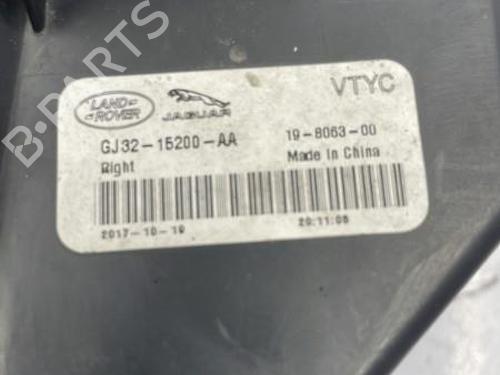 B-PARTS
LAND-
ROVER
JAGUAR
VTYC
GJ32-15200-AA
19-8063-00
Right
Made in China
2017-10-19
20:11:05